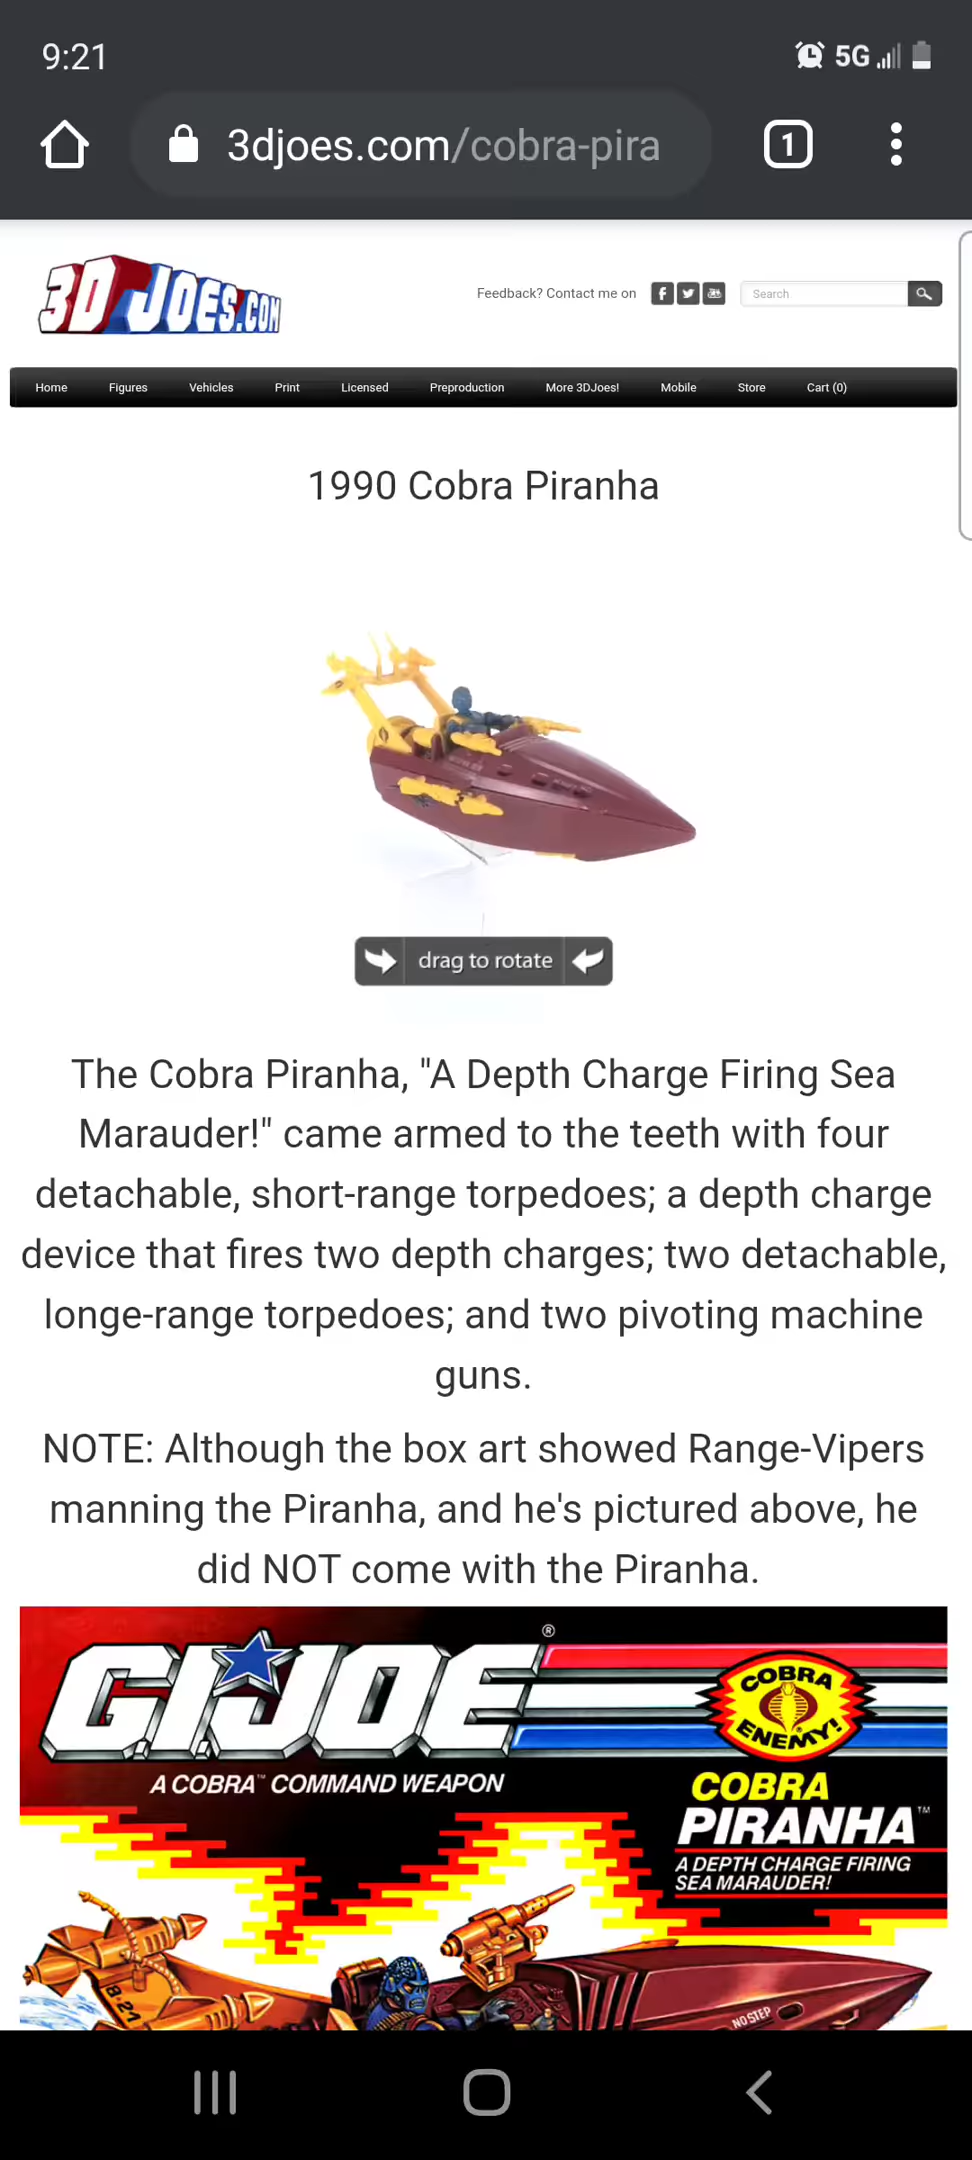 9:21
5G
3djoes.com/cobra-pira
1
3D JOES.COM
Feedback? Contact me on
Search
Home Figures Vehicles Print Licensed Preproduction More 3DJoes! Mobile Store Cart (0)
1990 Cobra Piranha
drag to rotate
The Cobra Piranha, "A Depth Charge Firing Sea
Marauder!" came armed to the teeth with four
detachable, short-range torpedoes; a depth charge
device that fires two depth charges; two detachable,
longe-range torpedoes; and two pivoting machine
guns.
NOTE: Although the box art showed Range-Vipers
manning the Piranha, and he's pictured above, he
did NOT come with the Piranha.
G.I. JOE®
COBRA
ENEMY!
A COBRA™ COMMAND WEAPON
COBRA
PIRANHA™
A DEPTH CHARGE FIRING
SEA MARAUDER!
B-21
NO STEP